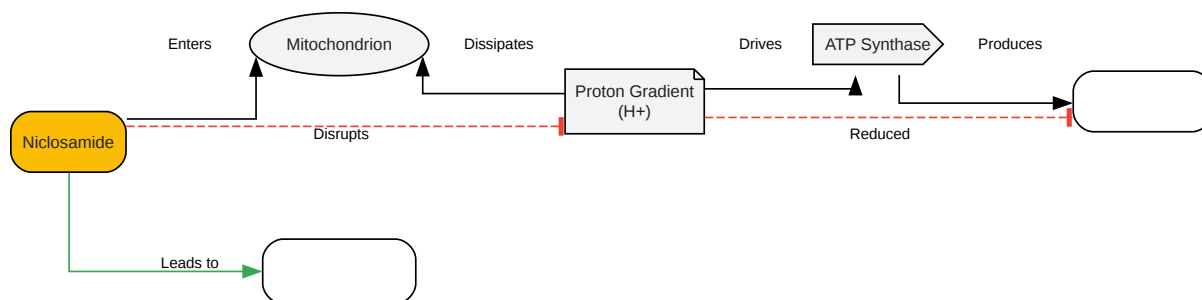 Enters
Mitochondrion
Dissipates
Drives
ATP Synthase
Produces
Proton Gradient
(H+)
Niclosamide
Disrupts
Reduced
Leads to